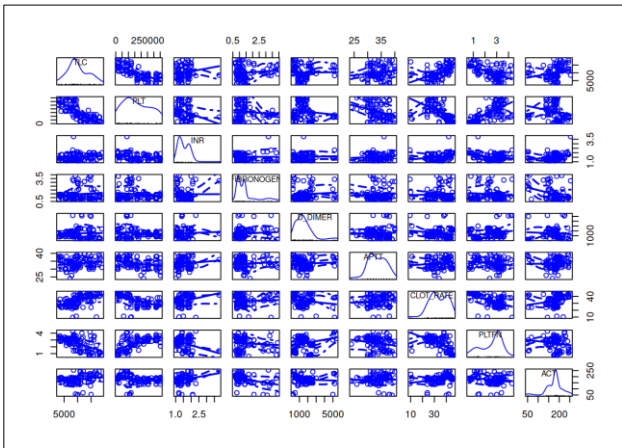 0 250000 0.5 2.5 25 35 1 3
TLC 5000
0 PLT
INR 1.0 3.5
0.5 3.5 FIBRONOGEN
D_DIMER 1000
25 40 APTT
CLOT_RATE 10 40
1 4 PLTFN
ACT 50 250
5000 1.0 2.5 1000 5000 10 30 50 200